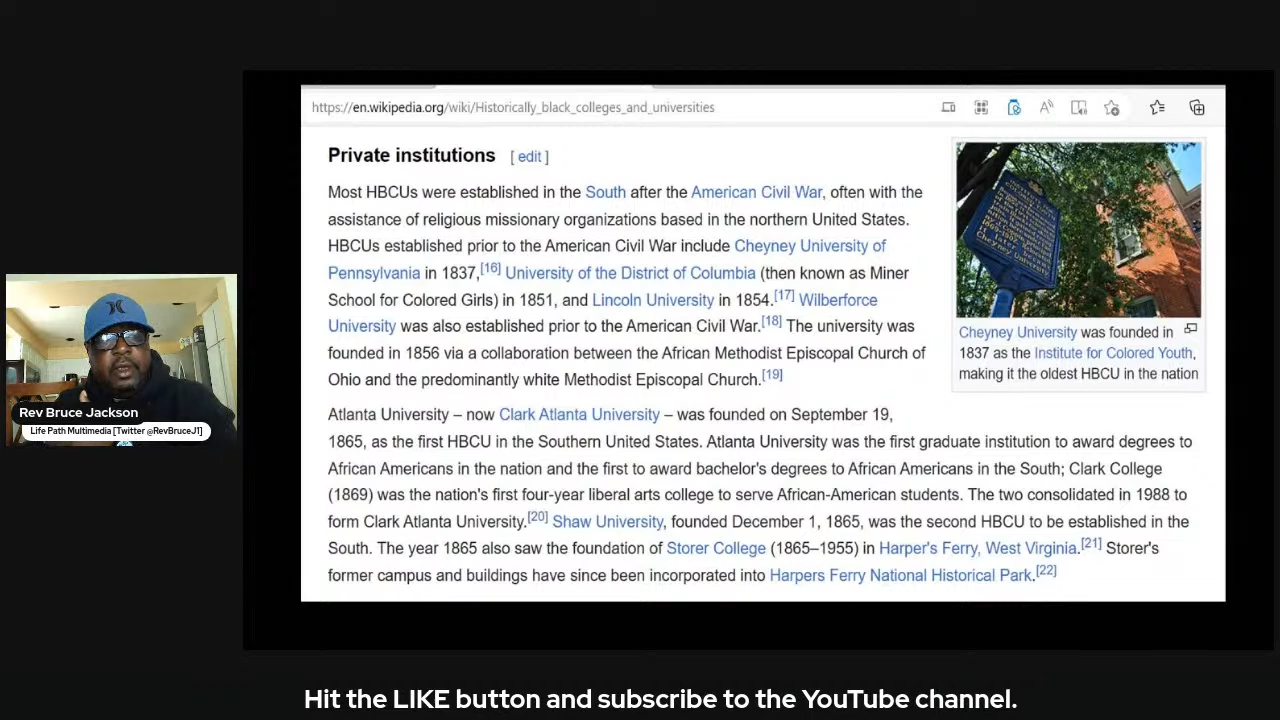 https://en.wikipedia.org/wiki/Historically_black_colleges_and_universities
Private institutions [ edit ]
Most HBCUs were established in the South after the American Civil War, often with the
assistance of religious missionary organizations based in the northern United States.
HBCUs established prior to the American Civil War include Cheyney University of
Pennsylvania in 1837,[16] University of the District of Columbia (then known as Miner
School for Colored Girls) in 1851, and Lincoln University in 1854.[17] Wilberforce
University was also established prior to the American Civil War.[18] The university was
founded in 1856 via a collaboration between the African Methodist Episcopal Church of
Ohio and the predominantly white Methodist Episcopal Church.[19]
Cheyney University was founded in
1837 as the Institute for Colored Youth,
making it the oldest HBCU in the nation
Atlanta University – now Clark Atlanta University – was founded on September 19,
1865, as the first HBCU in the Southern United States. Atlanta University was the first graduate institution to award degrees to
African Americans in the nation and the first to award bachelor's degrees to African Americans in the South; Clark College
(1869) was the nation's first four-year liberal arts college to serve African-American students. The two consolidated in 1988 to
form Clark Atlanta University.[20] Shaw University, founded December 1, 1865, was the second HBCU to be established in the
South. The year 1865 also saw the foundation of Storer College (1865–1955) in Harper's Ferry, West Virginia.[21] Storer's
former campus and buildings have since been incorporated into Harpers Ferry National Historical Park.[22]
Rev Bruce Jackson
Life Path Multimedia [Twitter @RevBruceJ1]
Hit the LIKE button and subscribe to the YouTube channel.